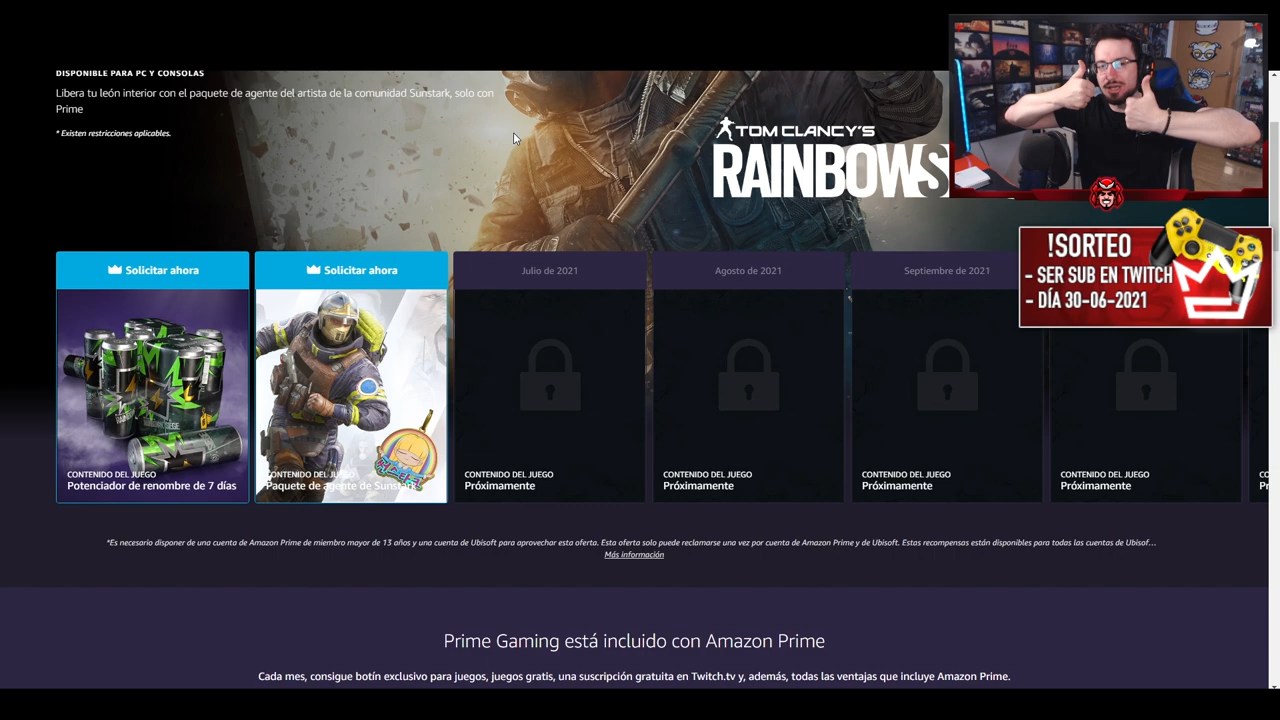 DISPONIBLE PARA PC Y CONSOLAS
Libera tu león interior con el paquete de agente del artista de la comunidad Sunstark, solo con
Prime
* Existen restricciones aplicables.
TOM CLANCY'S
RAINBOWS
!SORTEO
- SER SUB EN TWITCH
- DÍA 30-06-2021
Solicitar ahora
Solicitar ahora
Julio de 2021
Agosto de 2021
Septiembre de 2021
CONTENIDO DEL JUEGO
Potenciador de renombre de 7 días
CONTENIDO DEL JUEGO
Paquete de agente de Sunstark
CONTENIDO DEL JUEGO
Próximamente
CONTENIDO DEL JUEGO
Próximamente
CONTENIDO DEL JUEGO
Próximamente
CONTENIDO DEL JUEGO
Próximamente
*Es necesario disponer de una cuenta de Amazon Prime de miembro mayor de 13 años y una cuenta de Ubisoft para aprovechar esta oferta. Esta oferta solo puede reclamarse una vez por cuenta de Amazon Prime y de Ubisoft. Estas recompensas están disponibles para todas las cuentas de Ubisof…
Más información
Prime Gaming está incluido con Amazon Prime
Cada mes, consigue botín exclusivo para juegos, juegos gratis, una suscripción gratuita en Twitch.tv y, además, todas las ventajas que incluye Amazon Prime.